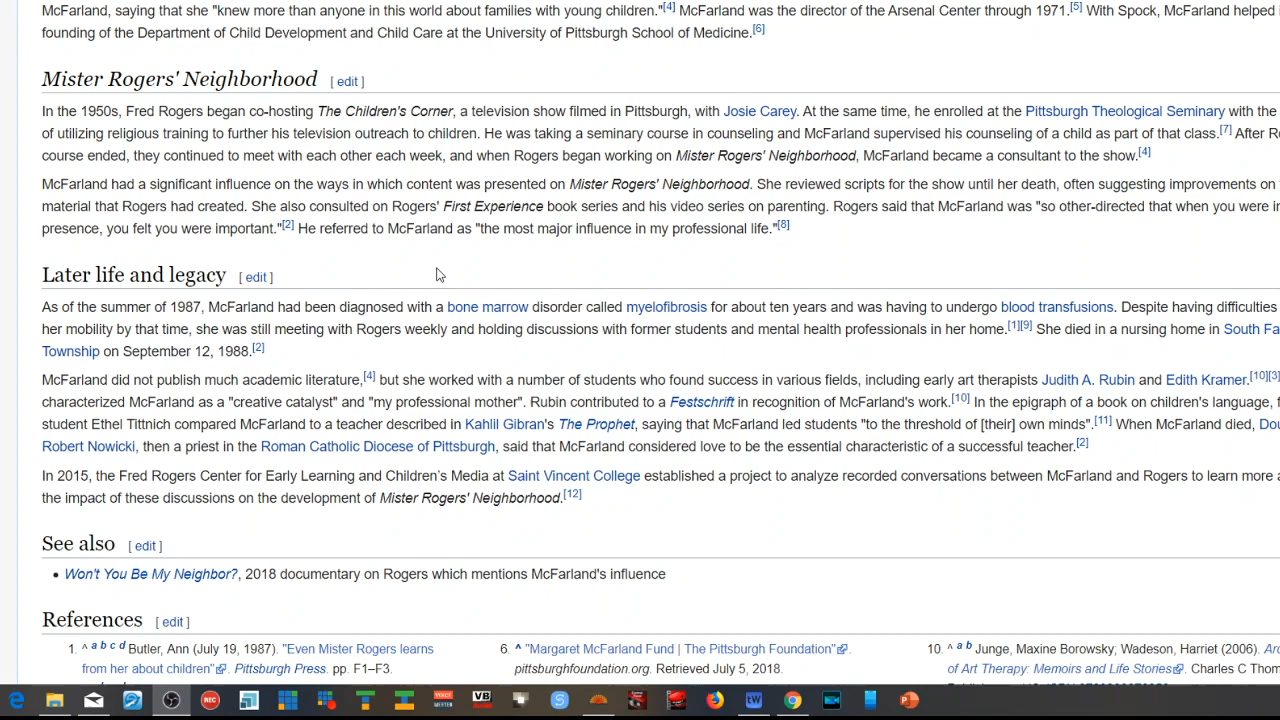 McFarland, saying that she "knew more than anyone in this world about families with young children."[4] McFarland was the director of the Arsenal Center through 1971.[5] With Spock, McFarland helped
founding of the Department of Child Development and Child Care at the University of Pittsburgh School of Medicine.[6]
Mister Rogers' Neighborhood [ edit ]
In the 1950s, Fred Rogers began co-hosting The Children's Corner, a television show filmed in Pittsburgh, with Josie Carey. At the same time, he enrolled at the Pittsburgh Theological Seminary with the
of utilizing religious training to further his television outreach to children. He was taking a seminary course in counseling and McFarland supervised his counseling of a child as part of that class.[7] After
course ended, they continued to meet with each other each week, and when Rogers began working on Mister Rogers' Neighborhood, McFarland became a consultant to the show.[4]
McFarland had a significant influence on the ways in which content was presented on Mister Rogers' Neighborhood. She reviewed scripts for the show until her death, often suggesting improvements on
material that Rogers had created. She also consulted on Rogers' First Experience book series and his video series on parenting. Rogers said that McFarland was "so other-directed that when you were
presence, you felt you were important."[2] He referred to McFarland as "the most major influence in my professional life."[8]
Later life and legacy [ edit ]
As of the summer of 1987, McFarland had been diagnosed with a bone marrow disorder called myelofibrosis for about ten years and was having to undergo blood transfusions. Despite having difficulties
her mobility by that time, she was still meeting with Rogers weekly and holding discussions with former students and mental health professionals in her home.[1][9] She died in a nursing home in South
Township on September 12, 1988.[2]
McFarland did not publish much academic literature,[4] but she worked with a number of students who found success in various fields, including early art therapists Judith A. Rubin and Edith Kramer.[10][3]
characterized McFarland as a "creative catalyst" and "my professional mother". Rubin contributed to a Festschrift in recognition of McFarland's work.[10] In the epigraph of a book on children's language,
student Ethel Tittnich compared McFarland to a teacher described in Kahlil Gibran's The Prophet, saying that McFarland led students "to the threshold of [their] own minds".[11] When McFarland died,
Robert Nowicki, then a priest in the Roman Catholic Diocese of Pittsburgh, said that McFarland considered love to be the essential characteristic of a successful teacher.[2]
In 2015, the Fred Rogers Center for Early Learning and Children's Media at Saint Vincent College established a project to analyze recorded conversations between McFarland and Rogers to learn more
the impact of these discussions on the development of Mister Rogers' Neighborhood.[12]
See also [ edit ]
• Won't You Be My Neighbor?, 2018 documentary on Rogers which mentions McFarland's influence
References [ edit ]
1. ^ a b c d Butler, Ann (July 19, 1987). "Even Mister Rogers learns
from her about children". Pittsburgh Press. pp. F1–F3.
6. ^ "Margaret McFarland Fund | The Pittsburgh Foundation".
pittsburghfoundation.org. Retrieved July 5, 2018.
10. ^ a b Junge, Maxine Borowsky; Wadeson, Harriet (2006).
of Art Therapy: Memoirs and Life Stories. Charles C
REC
VOICE MEETER
VB
tW